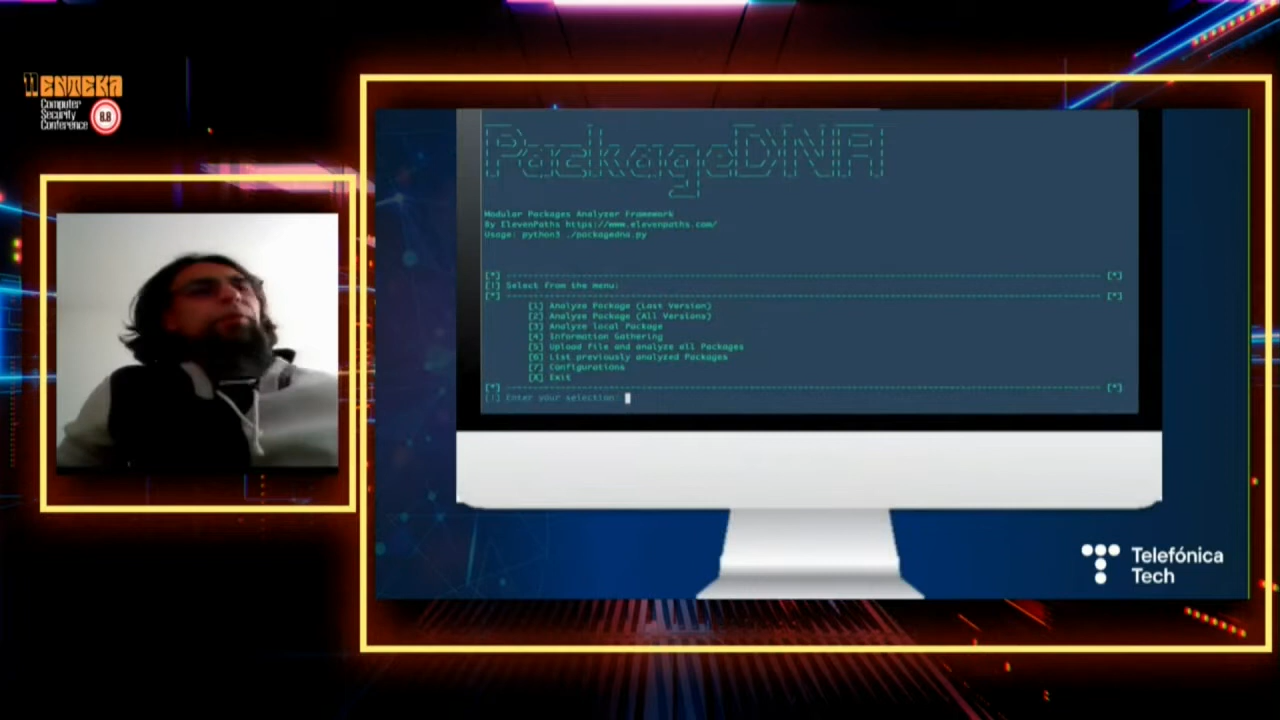 11ENTEKA
Computer
Security
Conference
8.8
PackageDNA
Modular Packages Analyzer Framework
By ElevenPaths https://www.elevenpaths.com/
Usage: python3 ./packagedna.py
[*] ------------------------------------------------------------ [*]
[!] Select from the menu:
[*] ------------------------------------------------------------ [*]
[1] Analyze Package (Last Version)
[2] Analyze Package (All Versions)
[3] Analyze local Package
[4] Information Gathering
[5] Upload file and analyze all Packages
[6] List previously analyzed Packages
[7] Configurations
[X] Exit
[*] ------------------------------------------------------------ [*]
[!] Enter your selection:
Telefónica
Tech